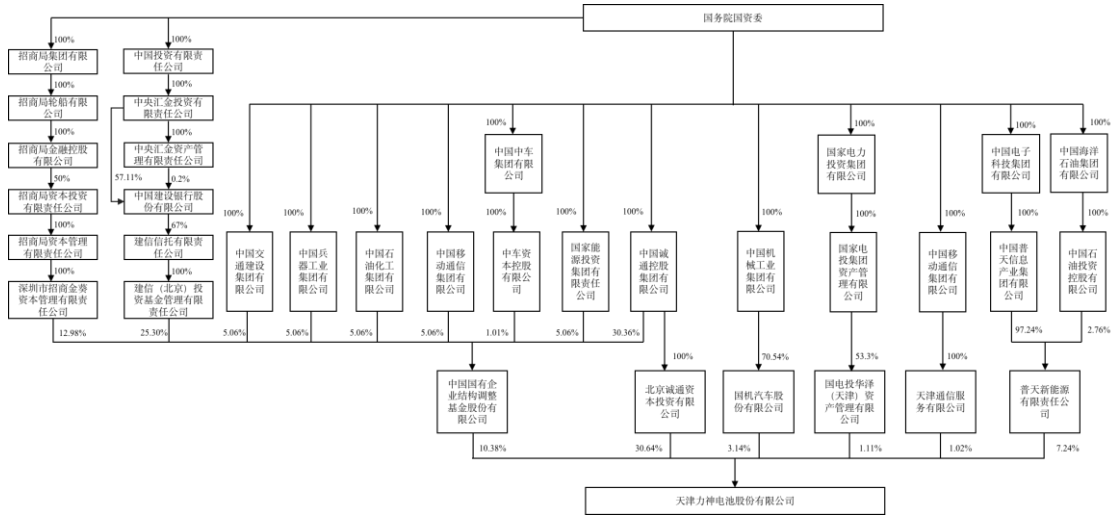 国务院国资委
100%
100%
招商局集团有限
公司
中国投资有限责
任公司
100%
100%
招商局轮船有限
公司
中央汇金投资有
限责任公司
100%
100%
招商局金融控股
有限公司
中央汇金资产管
理有限责任公司
50%
57.11%
0.2%
招商局资本投资
有限责任公司
中国建设银行股
份有限公司
100%
67%
招商局资本管理
有限责任公司
建信信托有限责
任公司
100%
100%
深圳市招商金葵
资本管理有限责
任公司
建信（北京）投
资基金管理有限
责任公司
100%
中国中车
集团有限
公司
100%
国家电力
投资集团
有限公司
100%
中国电子
科技集团
有限公司
100%
中国海洋
石油集团
有限公司
100%
100%
100%
100%
100%
100%
100%
100%
100%
100%
100%
100%
中国交
通建设
集团有
限公司
中国兵
器工业
集团有
限公司
中国石
油化工
集团有
限公司
中国移
动通信
集团有
限公司
中车资
本控股
有限公
司
国家能
源投资
集团有
限责任
公司
中国诚
通控股
集团有
限公司
中国机
械工业
集团有
限公司
国家电
投集团
资产管
理有限
公司
中国移
动通信
集团有
限公司
中国普
天信息
产业集
团有限
公司
中国石
油投资
控股有
限公司
12.98%
25.30%
5.06%
5.06%
5.06%
5.06%
1.01%
5.06%
30.36%
100%
70.54%
53.3%
100%
97.24%
2.76%
中国国有企
业结构调整
基金股份有
限公司
北京诚通资
本投资有限
公司
国机汽车股
份有限公司
国电投华泽
（天津）资
产管理有限
公司
天津通信服
务有限公司
普天新能源
有限责任公
司
10.38%
30.64%
3.14%
1.11%
1.02%
7.24%
天津力神电池股份有限公司